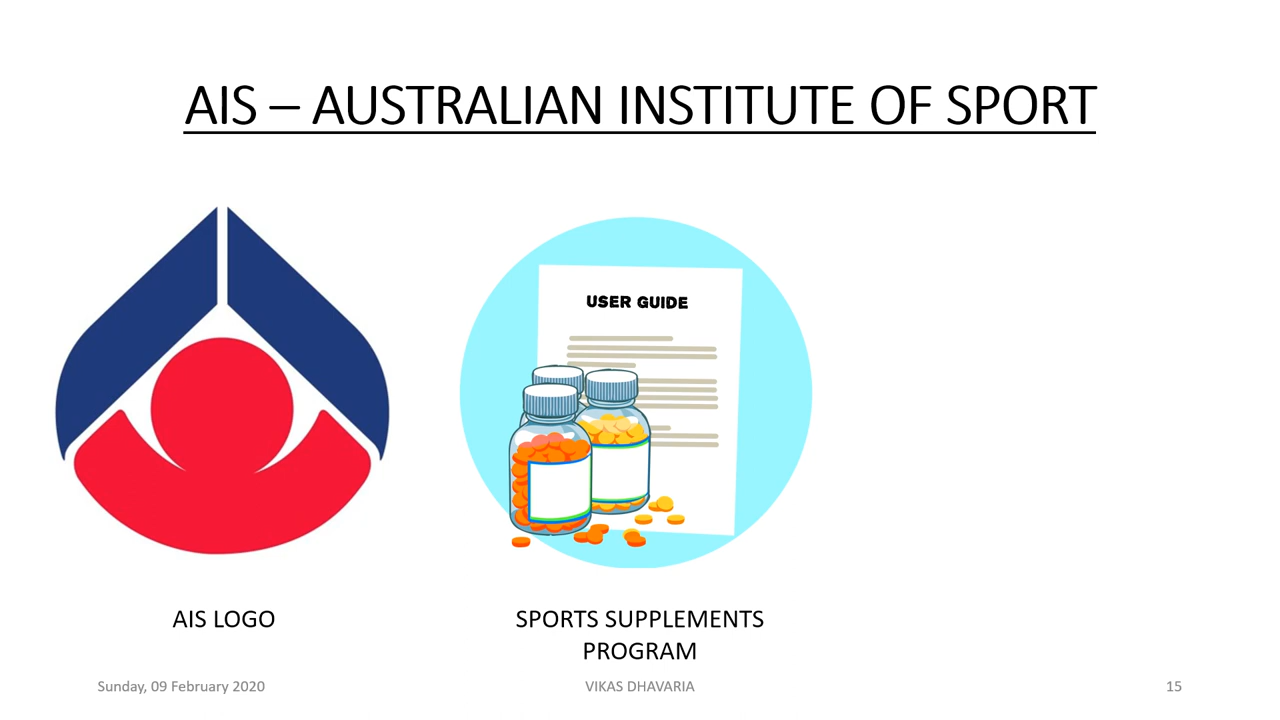 AIS – AUSTRALIAN INSTITUTE OF SPORT
USER GUIDE
AIS LOGO
SPORTS SUPPLEMENTS
PROGRAM
Sunday, 09 February 2020
VIKAS DHAVARIA
15